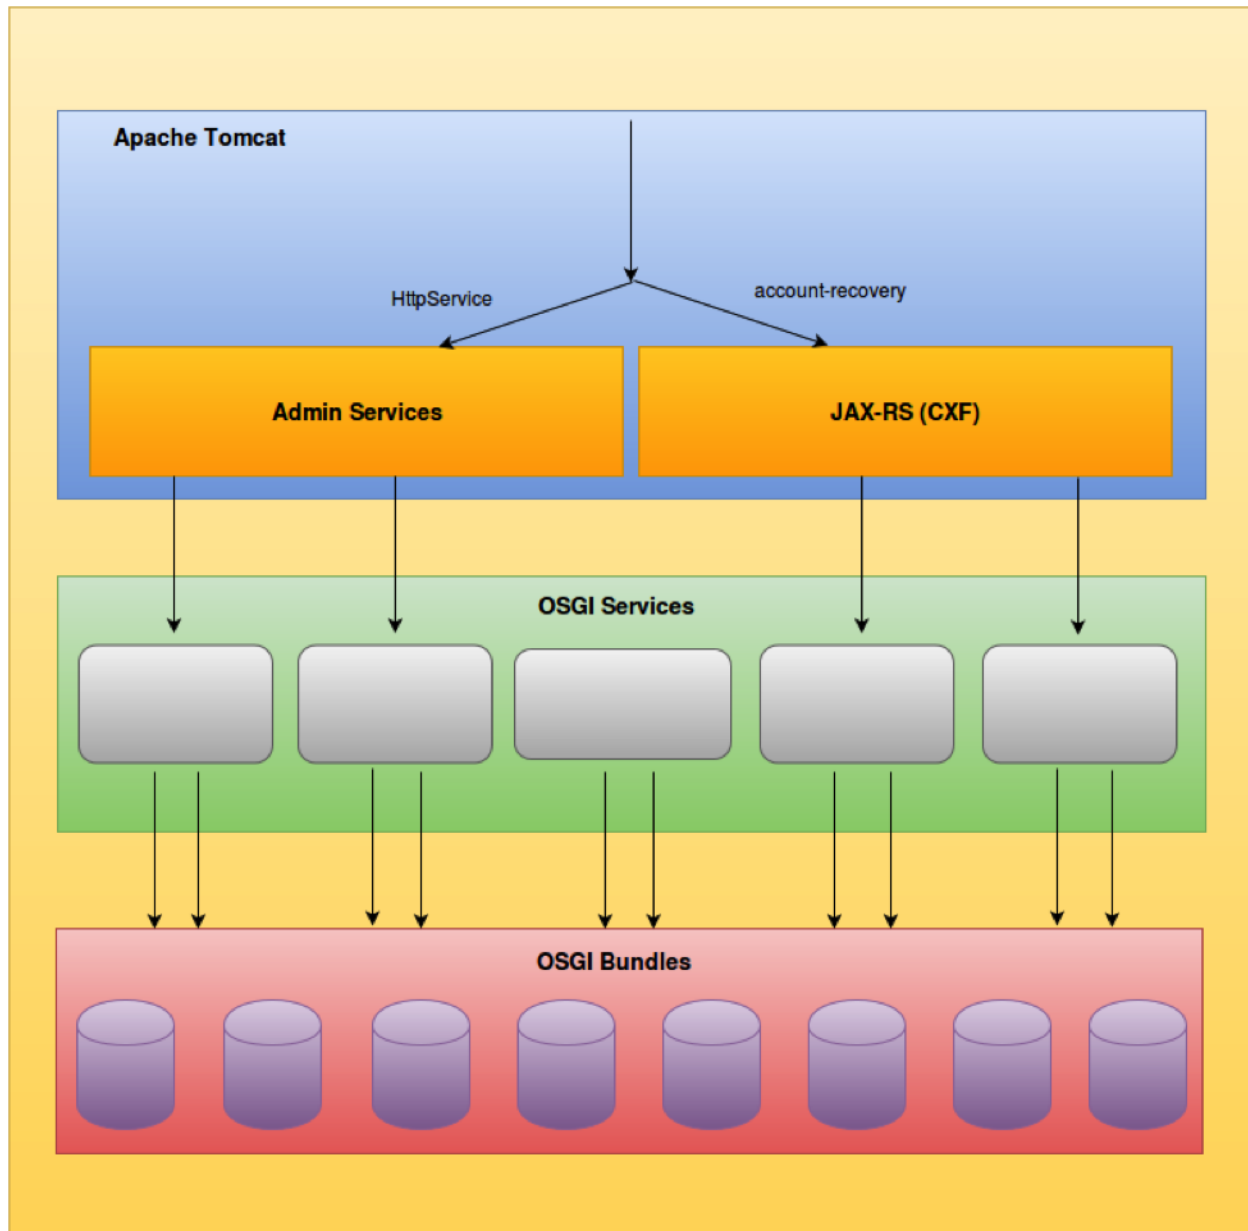 Apache Tomcat
HttpService
account-recovery
Admin Services
JAX-RS (CXF)
OSGI Services
OSGI Bundles